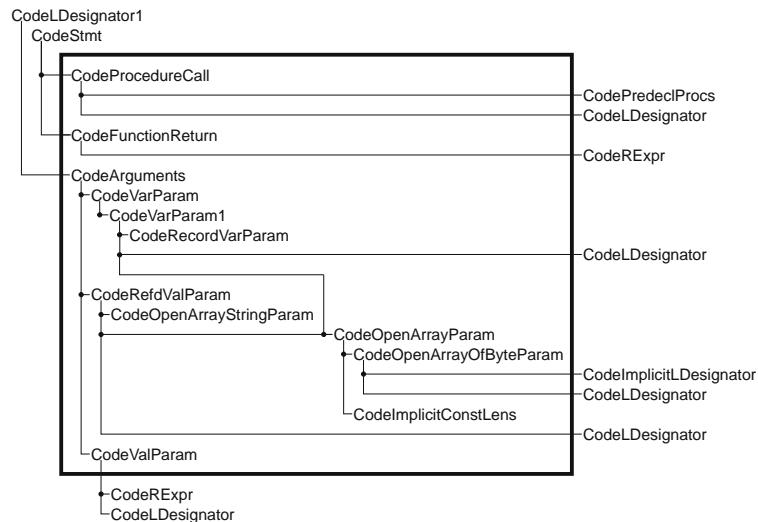 CodeLDesignator1
CodeStmt
CodeProcedureCall
CodePredeclProcs
CodeLDesignator
CodeFunctionReturn
CodeRExpr
CodeArguments
CodeVarParam
CodeVarParam1
CodeRecordVarParam
CodeLDesignator
CodeRefdValParam
CodeOpenArrayStringParam
CodeOpenArrayParam
CodeOpenArrayOfByteParam
CodeImplicitLDesignator
CodeLDesignator
CodeImplicitConstLens
CodeLDesignator
CodeValParam
CodeRExpr
CodeLDesignator